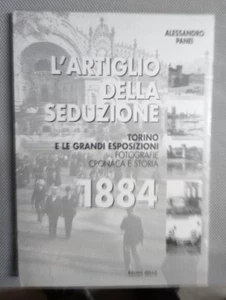 ALESSANDRO
PANEI
L'ARTIGLIO
DELLA
SEDUZIONE
TORINO
E LE GRANDI ESPOSIZIONI
FOTOGRAFIE
CRONACA E STORIA
1884